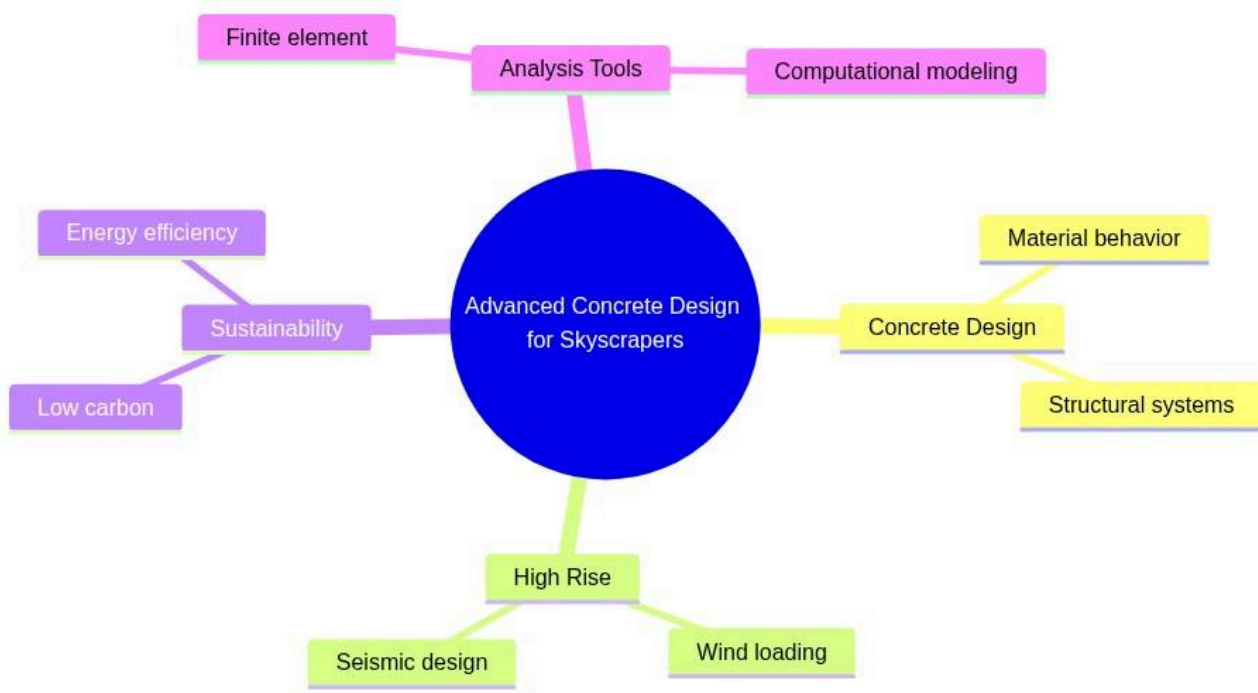 Finite element
Analysis Tools
Computational modeling
Energy efficiency
Material behavior
Advanced Concrete Design
for Skyscrapers
Sustainability
Concrete Design
Low carbon
Structural systems
High Rise
Seismic design
Wind loading